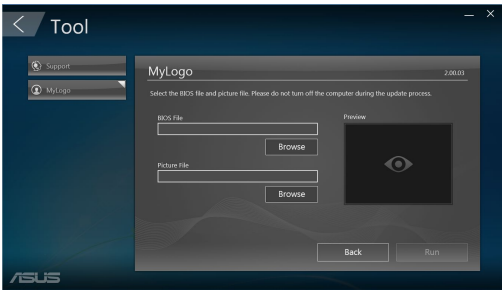 Tool
Support
MyLogo
MyLogo
2.00.03
Select the BIOS file and picture file. Please do not turn off the computer during the update process.
BIOS File
Browse
Picture File
Browse
Preview
Back
Run
ASUS